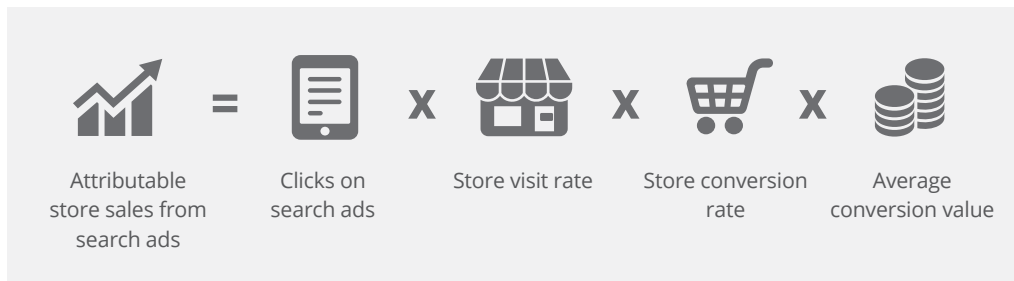 = x x x
Attributable
store sales from
search ads
Clicks on
search ads
Store visit rate
Store conversion
rate
Average
conversion value